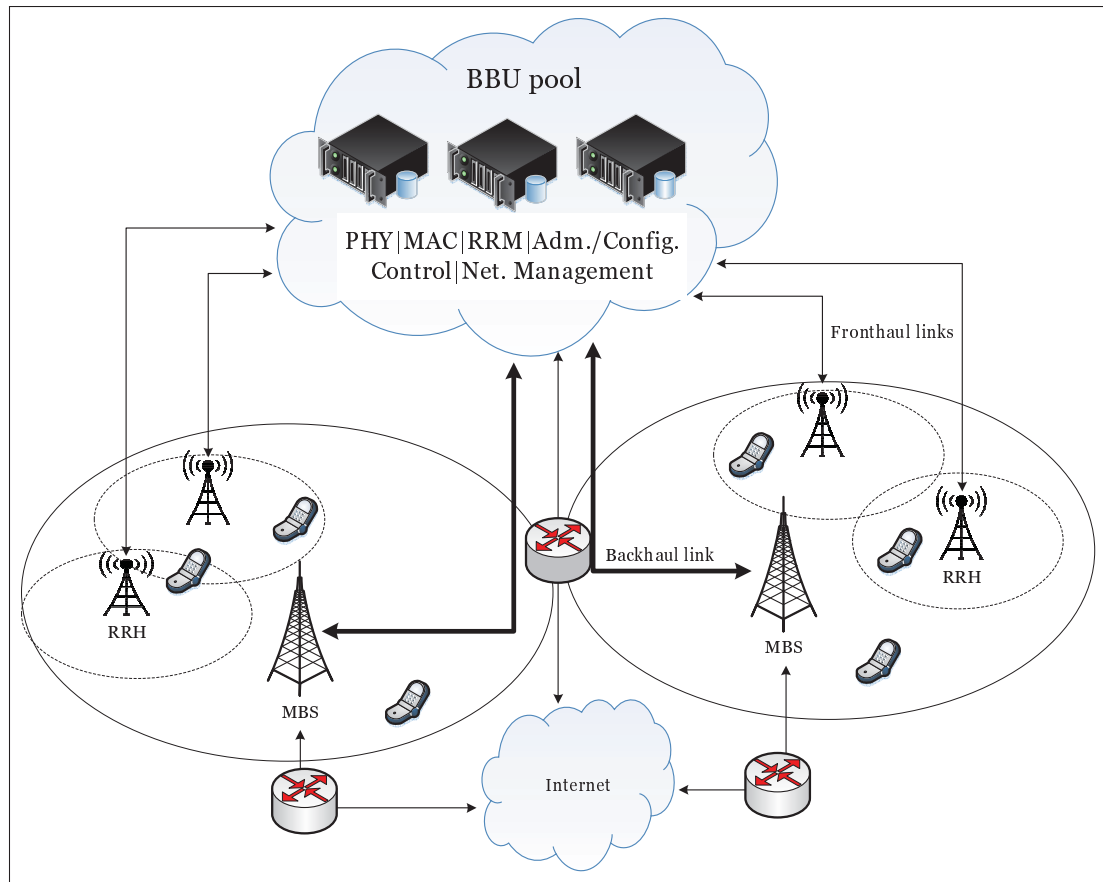 BBU pool
PHY|MAC|RRM|Adm./Config.
Control|Net. Management
Fronthaul links
Backhaul link
RRH
RRH
MBS
MBS
Internet